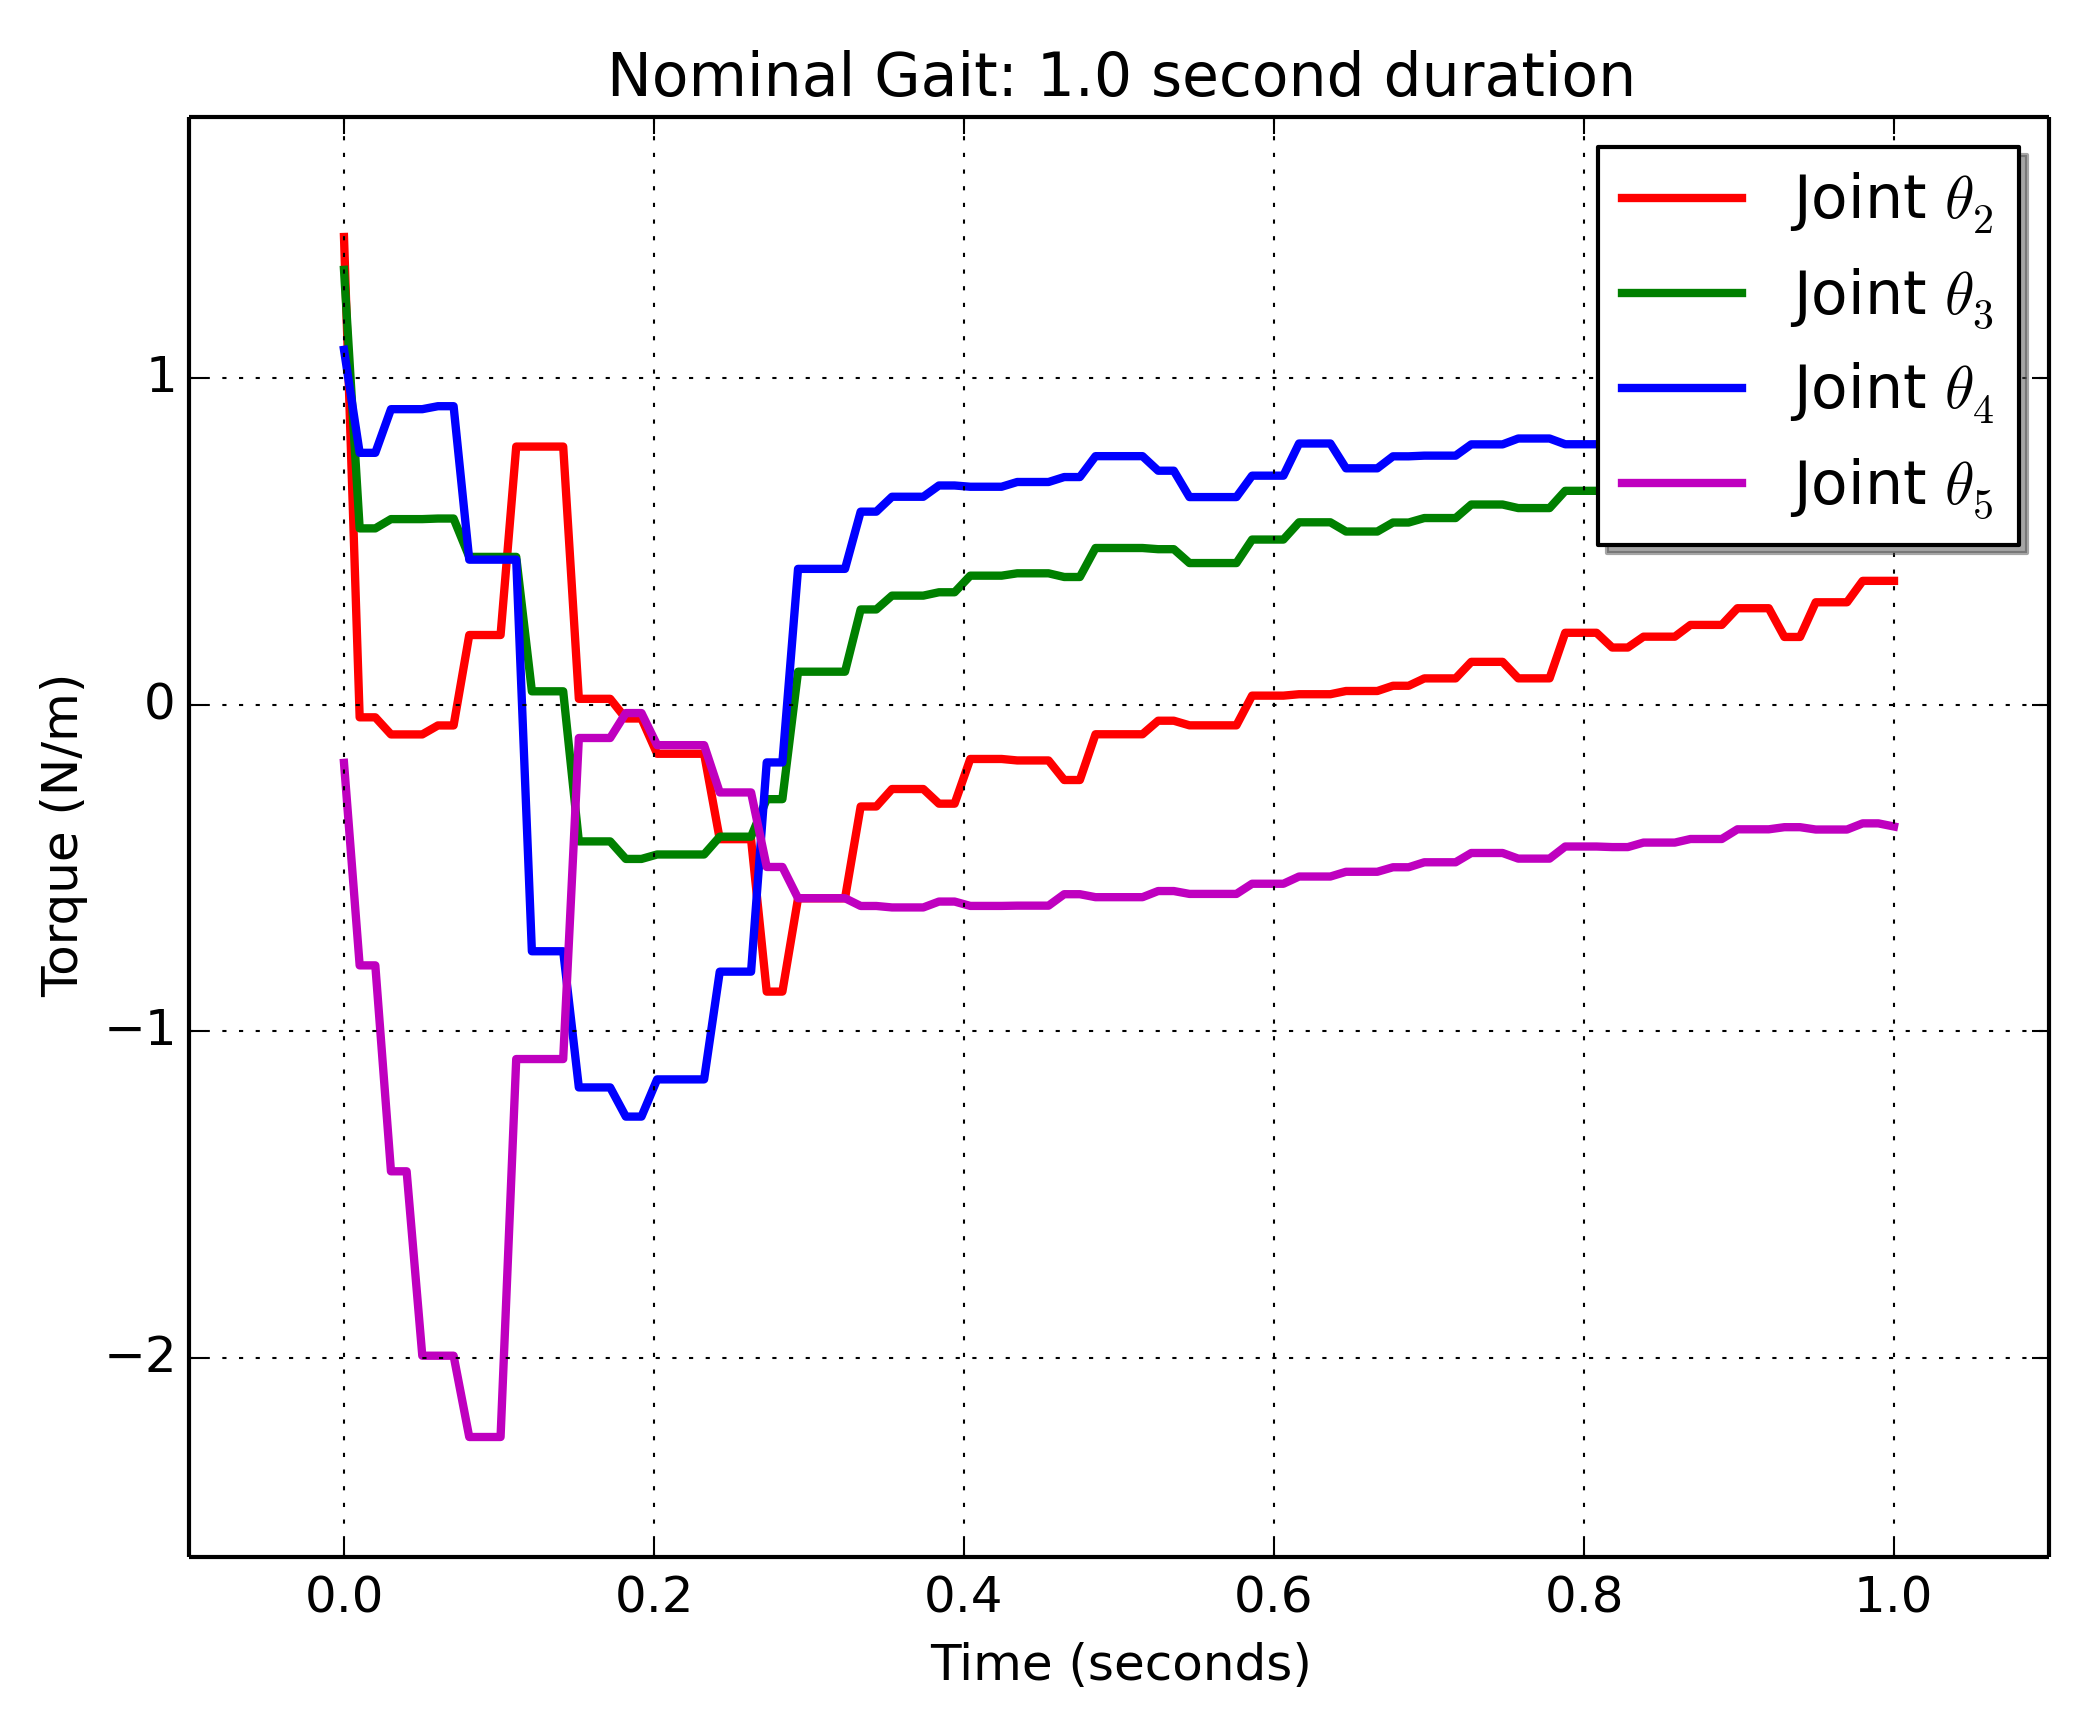 Nominal Gait: 1.0 second duration
Joint θ₂
Joint θ₃
Joint θ₄
Joint θ₅
1
0
−1
−2
Torque (N/m)
0.0 0.2 0.4 0.6 0.8 1.0
Time (seconds)